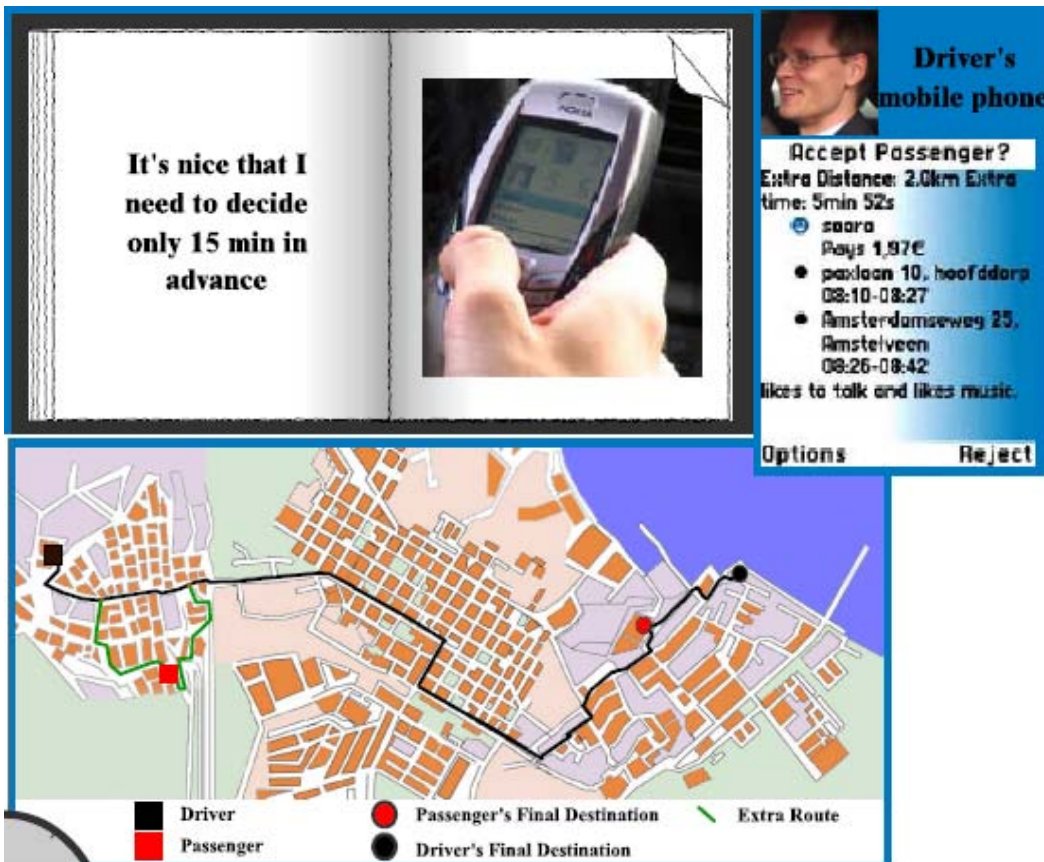 It's nice that I
need to decide
only 15 min in
advance
NOKIA
Driver's
mobile phone
Accept Passenger?
Extra Distance: 2.0km Extra
time: 5min 52s
saara
Pays 1,97€
paxlaan 10, hoofddorp
08:10-08:27
Amsterdamseweg 25,
Amstelveen
08:26-08:42
likes to talk and likes music.
Options Reject
Driver
Passenger's Final Destination
Extra Route
Passenger
Driver's Final Destination